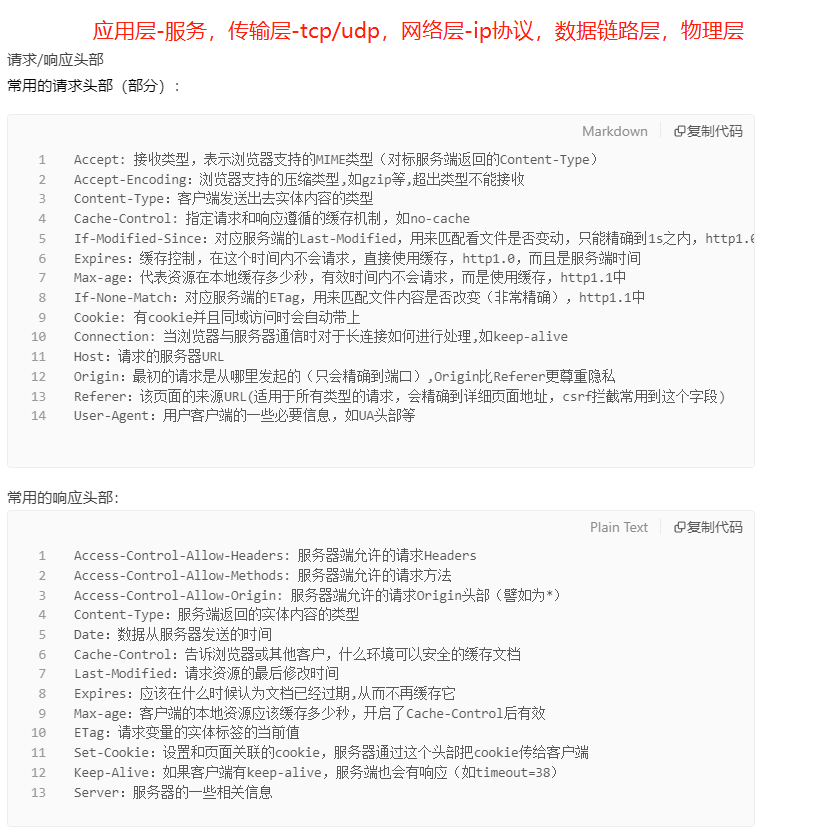 应用层-服务，传输层-tcp/udp，网络层-ip协议，数据链路层，物理层
请求/响应头部
常用的请求头部（部分）：
Markdown 复制代码
1 Accept: 接收类型，表示浏览器支持的MIME类型（对标服务端返回的Content-Type）
2 Accept-Encoding：浏览器支持的压缩类型,如gzip等,超出类型不能接收
3 Content-Type：客户端发送出去实体内容的类型
4 Cache-Control: 指定请求和响应遵循的缓存机制，如no-cache
5 If-Modified-Since：对应服务端的Last-Modified，用来匹配看文件是否变动，只能精确到1s之内，http1.0
6 Expires：缓存控制，在这个时间内不会请求，直接使用缓存，http1.0，而且是服务端时间
7 Max-age：代表资源在本地缓存多少秒，有效时间内不会请求，而是使用缓存，http1.1中
8 If-None-Match：对应服务端的ETag，用来匹配文件内容是否改变（非常精确），http1.1中
9 Cookie: 有cookie并且同域访问时会自动带上
10 Connection: 当浏览器与服务器通信时对于长连接如何进行处理,如keep-alive
11 Host：请求的服务器URL
12 Origin：最初的请求是从哪里发起的（只会精确到端口）,Origin比Referer更尊重隐私
13 Referer：该页面的来源URL(适用于所有类型的请求，会精确到详细页面地址，csrf拦截常用到这个字段)
14 User-Agent：用户客户端的一些必要信息，如UA头部等
常用的响应头部：
Plain Text 复制代码
1 Access-Control-Allow-Headers: 服务器端允许的请求Headers
2 Access-Control-Allow-Methods: 服务器端允许的请求方法
3 Access-Control-Allow-Origin: 服务器端允许的请求Origin头部（譬如为*）
4 Content-Type：服务端返回的实体内容的类型
5 Date：数据从服务器发送的时间
6 Cache-Control：告诉浏览器或其他客户，什么环境可以安全的缓存文档
7 Last-Modified：请求资源的最后修改时间
8 Expires：应该在什么时候认为文档已经过期,从而不再缓存它
9 Max-age：客户端的本地资源应该缓存多少秒，开启了Cache-Control后有效
10 ETag：请求变量的实体标签的当前值
11 Set-Cookie：设置和页面关联的cookie，服务器通过这个头部把cookie传给客户端
12 Keep-Alive：如果客户端有keep-alive，服务端也会有响应（如timeout=38）
13 Server：服务器的一些相关信息